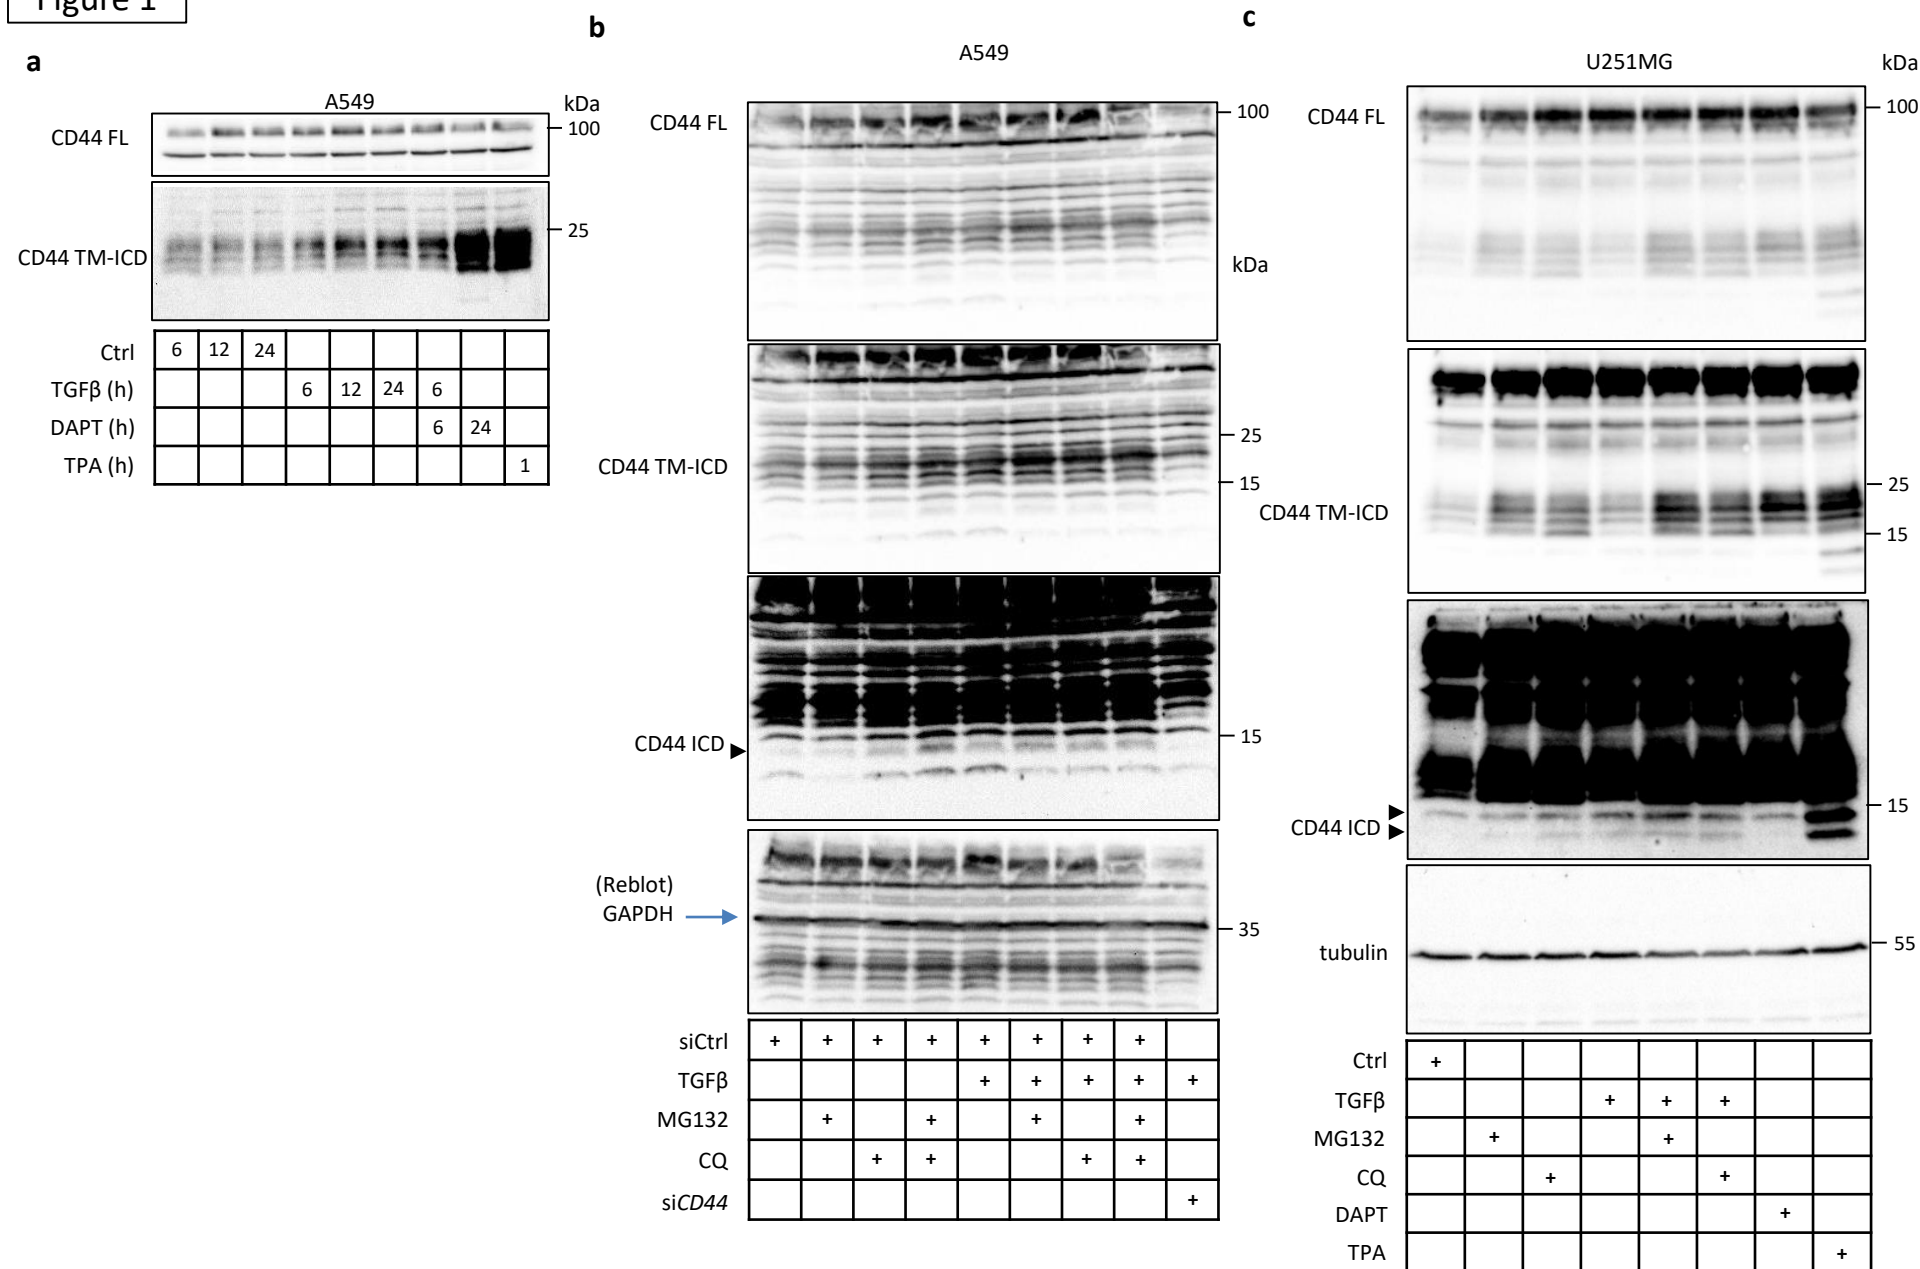 Figure 1
a
A549
kDa
CD44 FL
100
25
CD44 TM-ICD
Ctrl 6 12 24
TGFβ (h) 6 12 24 6
DAPT (h) 6 24
TPA (h) 1
b
A549
CD44 FL
100
kDa
25
CD44 TM-ICD
15
15
CD44 ICD
(Reblot)
GAPDH
35
siCtrl + + + + + + + +
TGFβ + + + + +
MG132 + + + +
CQ + + + +
siCD44 +
c
U251MG
kDa
CD44 FL
100
25
CD44 TM-ICD
15
15
CD44 ICD
55
tubulin
Ctrl +
TGFβ + + +
MG132 + +
CQ + +
DAPT +
TPA +